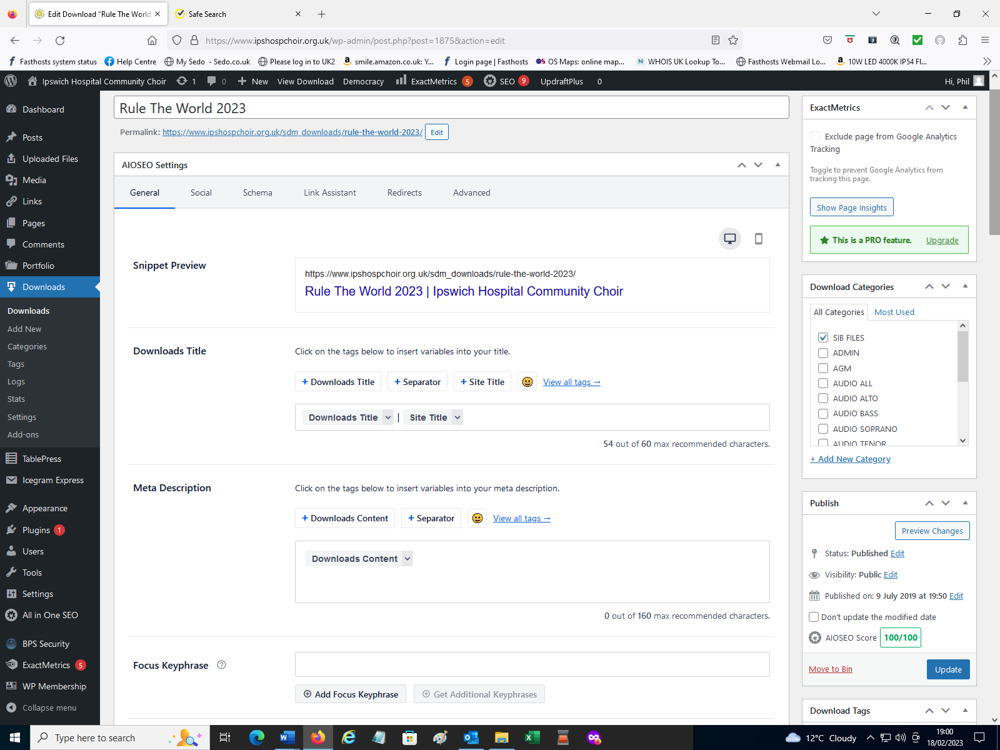 Edit Download “Rule The World
Safe Search
https://www.ipshospchoir.org.uk/wp-admin/post.php?post=1875&action=edit
Fasthosts system status
Help Centre
My Sedo - Sedo.co.uk
Please log in to UK2
smile.amazon.co.uk: Y...
Login page | Fasthosts
OS Maps: online map...
WHOIS UK Lookup To...
Fasthosts Webmail Lo...
10W LED 4000K IP54 Fl...
Ipswich Hospital Community Choir
1
0
New
View Download
Democracy
ExactMetrics 5
SEO 9
UpdraftPlus
0
Hi, Phil
Dashboard
Posts
Uploaded Files
Media
Links
Pages
Comments
Portfolio
Downloads
Downloads
Add New
Categories
Tags
Logs
Stats
Settings
Add-ons
TablePress
Icegram Express
Appearance
Plugins 1
Users
Tools
Settings
All in One SEO
BPS Security
ExactMetrics 5
WP Membership
Collapse menu
Rule The World 2023
Permalink: https://www.ipshospchoir.org.uk/sdm_downloads/rule-the-world-2023/ Edit
AIOSEO Settings
General
Social
Schema
Link Assistant
Redirects
Advanced
Snippet Preview
https://www.ipshospchoir.org.uk/sdm_downloads/rule-the-world-2023/
Rule The World 2023 | Ipswich Hospital Community Choir
Downloads Title
Click on the tags below to insert variables into your title.
+ Downloads Title
+ Separator
+ Site Title
View all tags →
Downloads Title | Site Title
54 out of 60 max recommended characters.
Meta Description
Click on the tags below to insert variables into your meta description.
+ Downloads Content
+ Separator
View all tags →
Downloads Content
0 out of 160 max recommended characters.
Focus Keyphrase
Add Focus Keyphrase
Get Additional Keyphrases
ExactMetrics
Exclude page from Google Analytics
Tracking
Toggle to prevent Google Analytics from
tracking this page.
Show Page Insights
This is a PRO feature. Upgrade
Download Categories
All Categories
Most Used
SIB FILES
ADMIN
AGM
AUDIO ALL
AUDIO ALTO
AUDIO BASS
AUDIO SOPRANO
AUDIO TENOR
+ Add New Category
Publish
Preview Changes
Status: Published Edit
Visibility: Public Edit
Published on: 9 July 2019 at 19:50 Edit
Don't update the modified date
AIOSEO Score 100/100
Move to Bin
Update
Download Tags
Type here to search
12°C Cloudy
19:00
18/02/2023